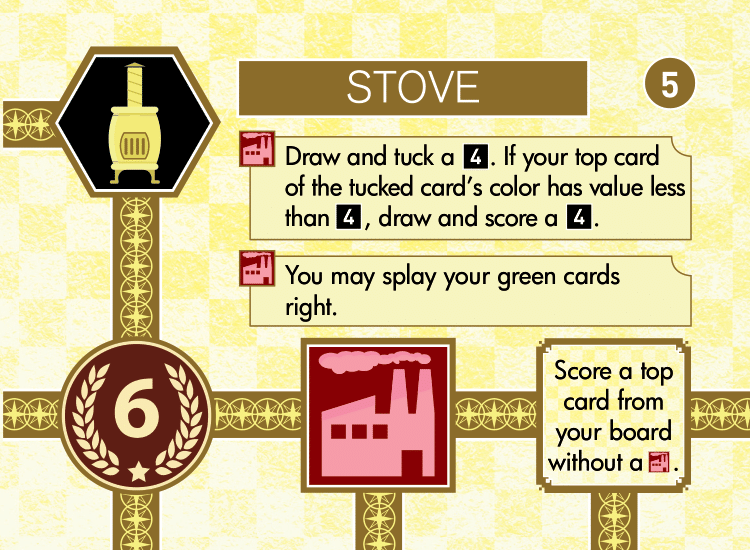 STOVE
5
Draw and tuck a 4. If your top card
of the tucked card's color has value less
than 4, draw and score a 4.
You may splay your green cards
right.
6
Score a top
card from
your board
without a .